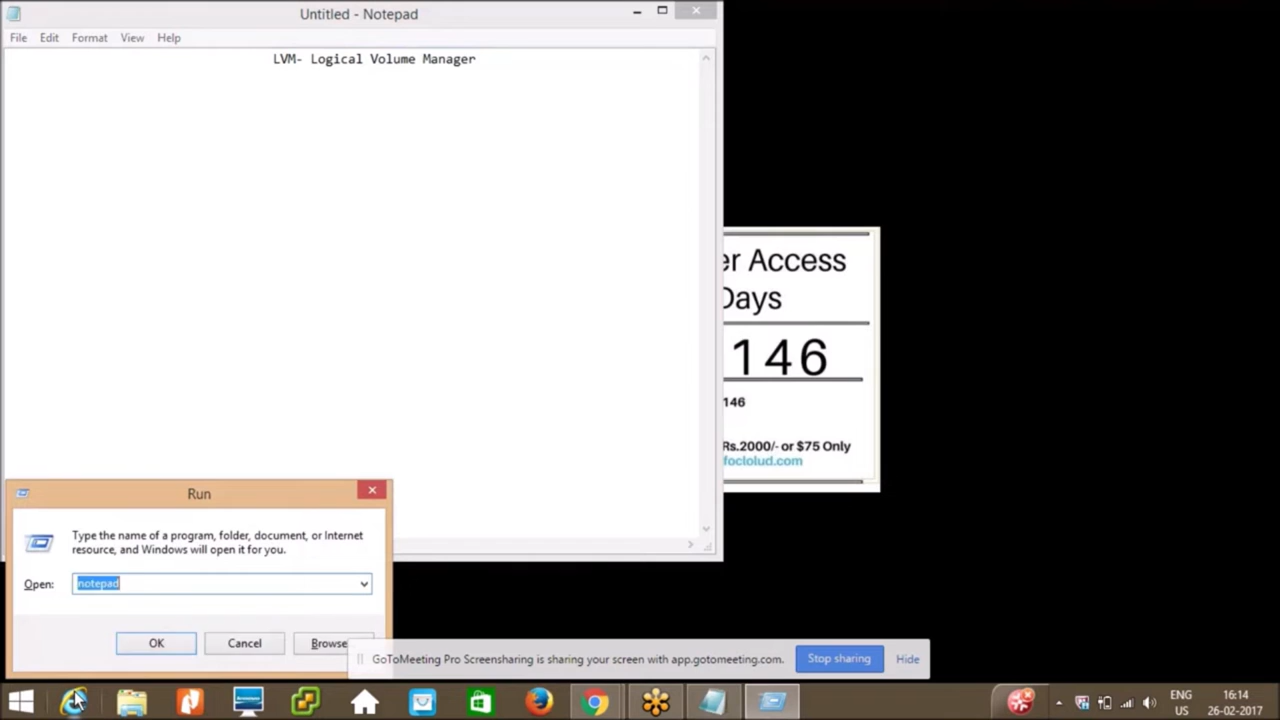 Untitled - Notepad
File Edit Format View Help
LVM- Logical Volume Manager
er Access
Days
146
146
Rs.2000/- or $75 Only
foclolud.com
Run
Type the name of a program, folder, document, or Internet
resource, and Windows will open it for you.
Open: notepad
OK Cancel Browse
GoToMeeting Pro Screensharing is sharing your screen with app.gotomeeting.com. Stop sharing Hide
ENG 16:14
US 26-02-2017